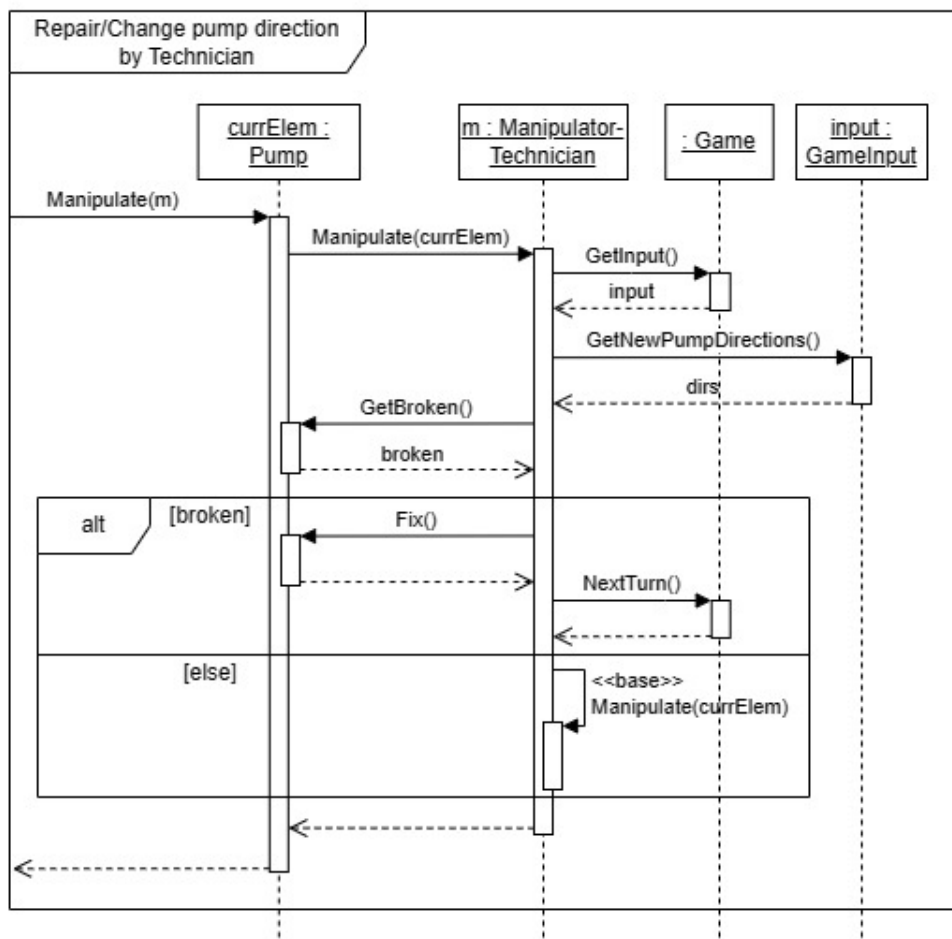 Repair/Change pump direction
by Technician
currElem :
Pump
m : Manipulator-
Technician
: Game
input :
GameInput
Manipulate(m)
Manipulate(currElem)
GetInput()
input
GetNewPumpDirections()
dirs
GetBroken()
broken
alt
[broken]
Fix()
NextTurn()
[else]
<<base>>
Manipulate(currElem)